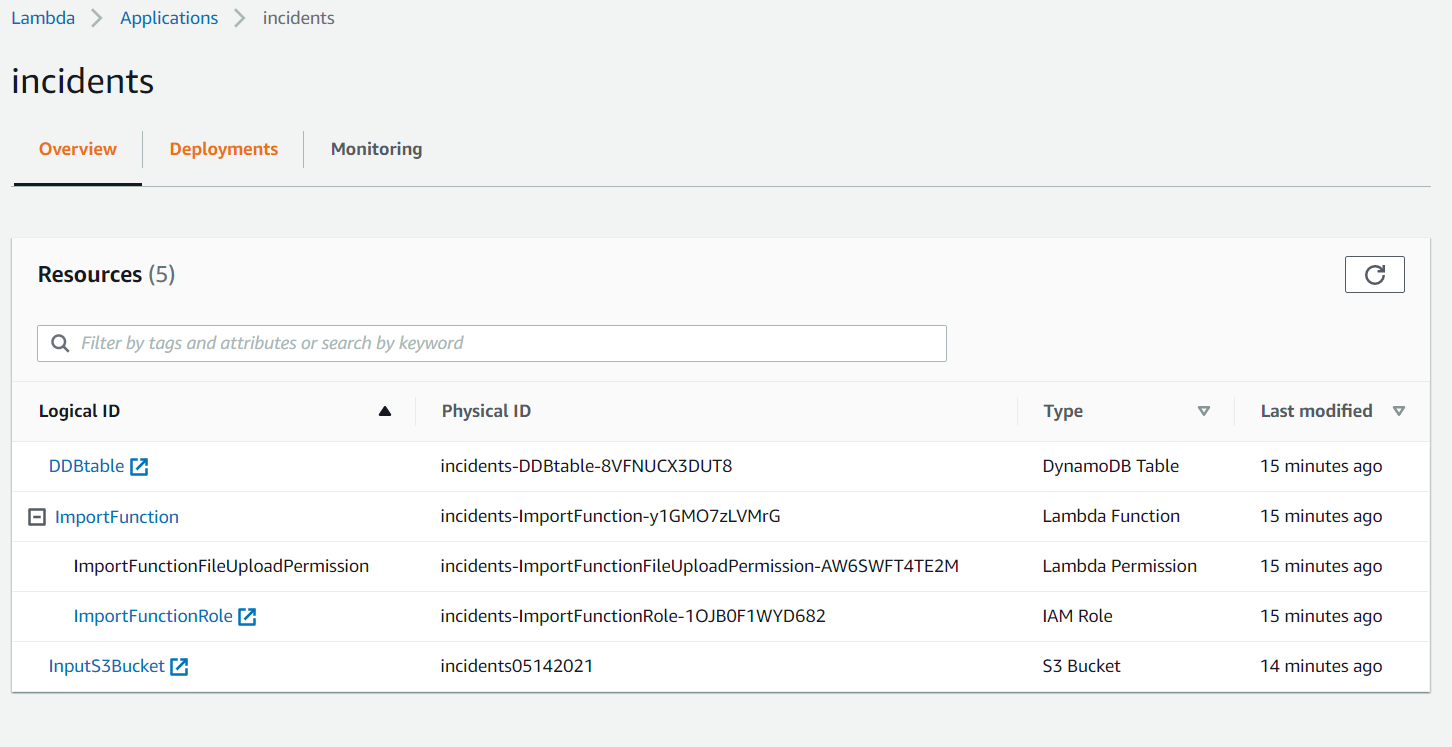 Lambda > Applications > incidents
incidents
Overview Deployments Monitoring
Resources (5)
Filter by tags and attributes or search by keyword
Logical ID Physical ID Type Last modified
DDBtable incidents-DDBtable-8VFNUCX3DUT8 DynamoDB Table 15 minutes ago
ImportFunction incidents-ImportFunction-y1GMO7zLVMrG Lambda Function 15 minutes ago
ImportFunctionFileUploadPermission incidents-ImportFunctionFileUploadPermission-AW6SWFT4TE2M Lambda Permission 15 minutes ago
ImportFunctionRole incidents-ImportFunctionRole-1OJB0F1WYD682 IAM Role 15 minutes ago
InputS3Bucket incidents05142021 S3 Bucket 14 minutes ago